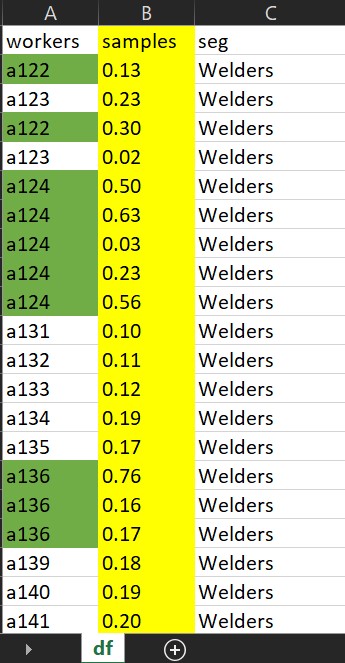 A B C
workers samples seg
a122 0.13 Welders
a123 0.23 Welders
a122 0.30 Welders
a123 0.02 Welders
a124 0.50 Welders
a124 0.63 Welders
a124 0.03 Welders
a124 0.23 Welders
a124 0.56 Welders
a131 0.10 Welders
a132 0.11 Welders
a133 0.12 Welders
a134 0.19 Welders
a135 0.17 Welders
a136 0.76 Welders
a136 0.16 Welders
a136 0.17 Welders
a139 0.18 Welders
a140 0.19 Welders
a141 0.20 Welders
df